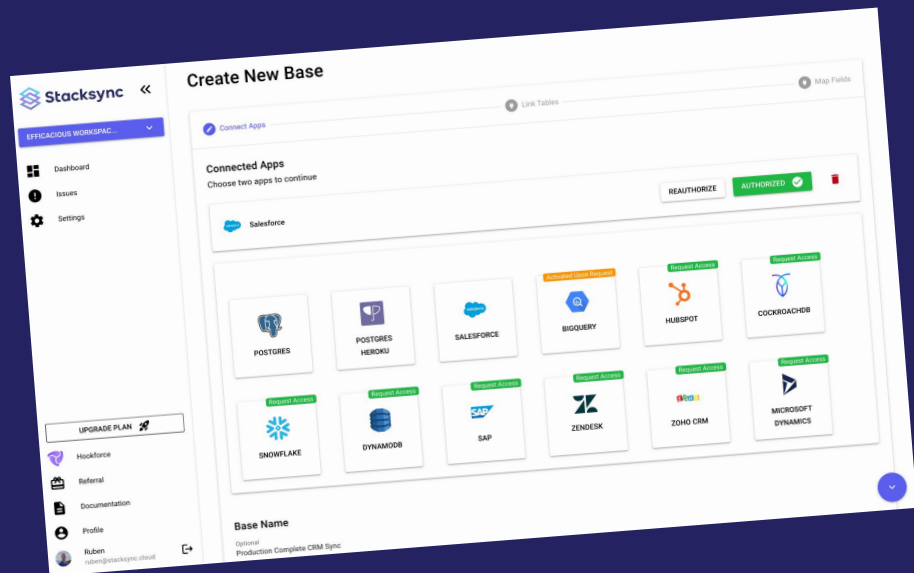 Stacksync
EFFICACIOUS WORKSPAC...
Dashboard
Issues
Settings
UPGRADE PLAN
Hookforce
Referral
Documentation
Profile
Ruben
ruben@stacksync.cloud
Create New Base
Connect Apps
Link Tables
Map Fields
Connected Apps
Choose two apps to continue
salesforce
Salesforce
REAUTHORIZE
AUTHORIZED
POSTGRES
POSTGRES
HEROKU
salesforce
SALESFORCE
Activated Upon Request
BIGQUERY
Request Access
HUBSPOT
Request Access
COCKROACHDB
Request Access
SNOWFLAKE
Request Access
DYNAMODB
Request Access
SAP
SAP
Request Access
ZENDESK
Request Access
ZOHO
ZOHO CRM
Request Access
MICROSOFT
DYNAMICS
Base Name
Optional
Production Complete CRM Sync